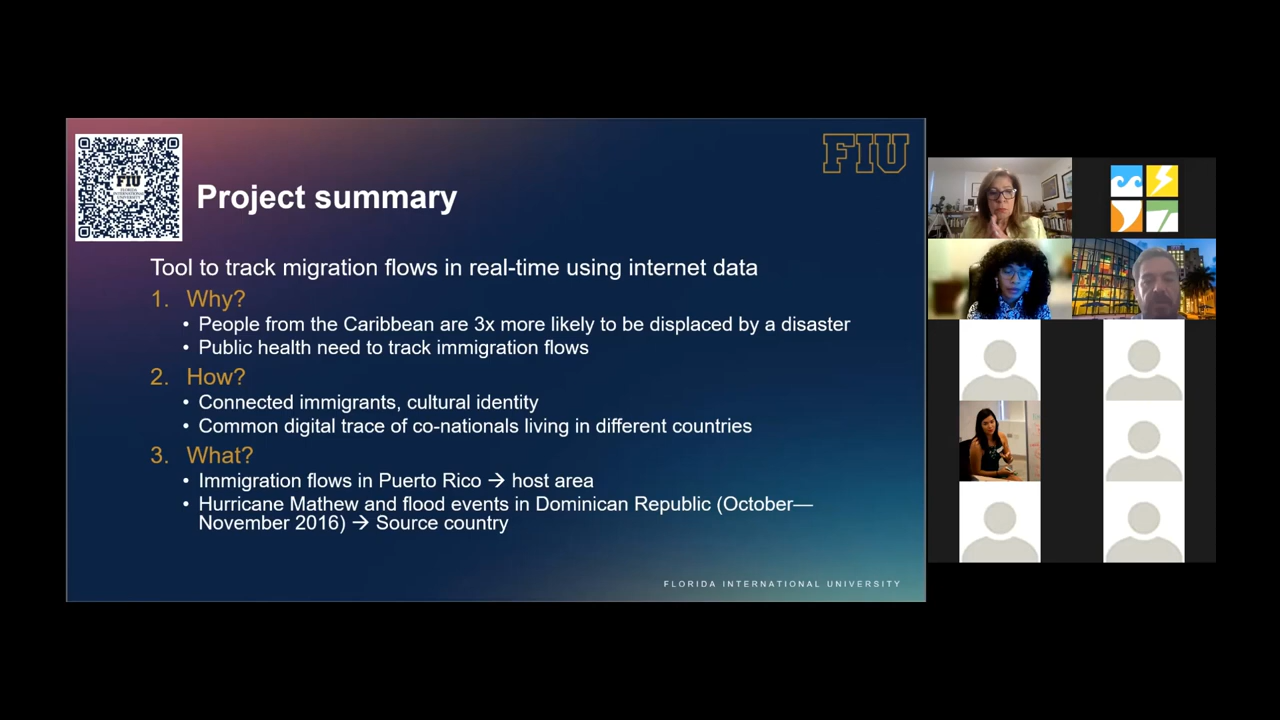 FIU
FIU
FLORIDA
INTERNATIONAL
UNIVERSITY
Project summary
Tool to track migration flows in real-time using internet data
1. Why?
• People from the Caribbean are 3x more likely to be displaced by a disaster
• Public health need to track immigration flows
2. How?
• Connected immigrants, cultural identity
• Common digital trace of co-nationals living in different countries
3. What?
• Immigration flows in Puerto Rico → host area
• Hurricane Mathew and flood events in Dominican Republic (October—
November 2016) → Source country
FLORIDA INTERNATIONAL UNIVERSITY